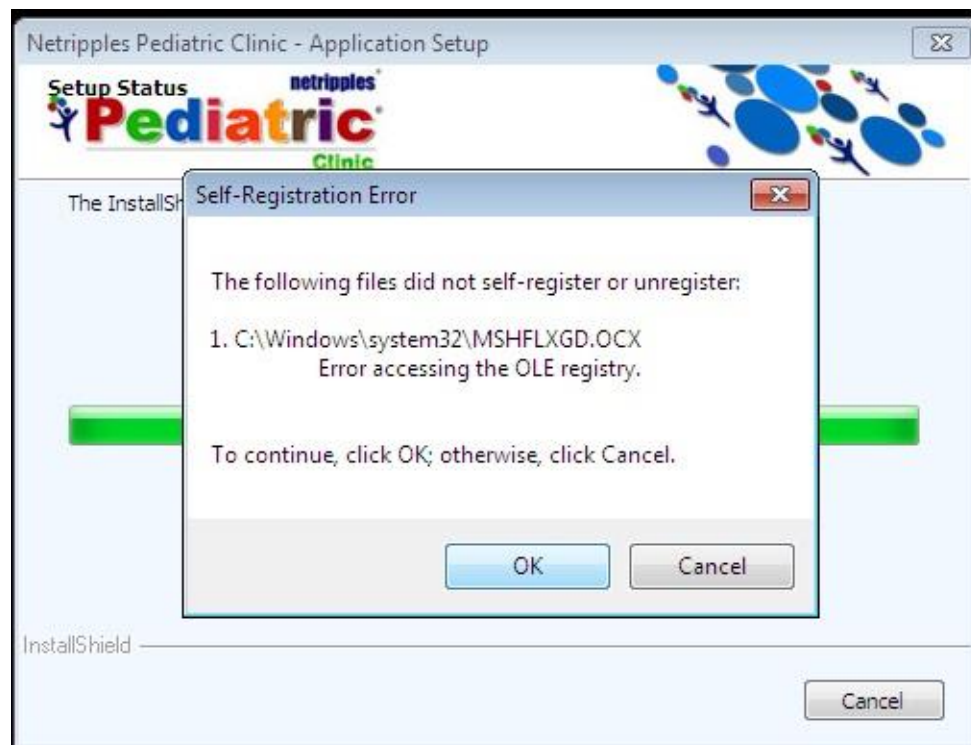 Netripples Pediatric Clinic - Application Setup
Setup Status
netripples
Pediatric
Clinic
The InstallSh
Self-Registration Error
The following files did not self-register or unregister:
1. C:\Windows\system32\MSHFLXGD.OCX
Error accessing the OLE registry.
To continue, click OK; otherwise, click Cancel.
OK Cancel
InstallShield
Cancel